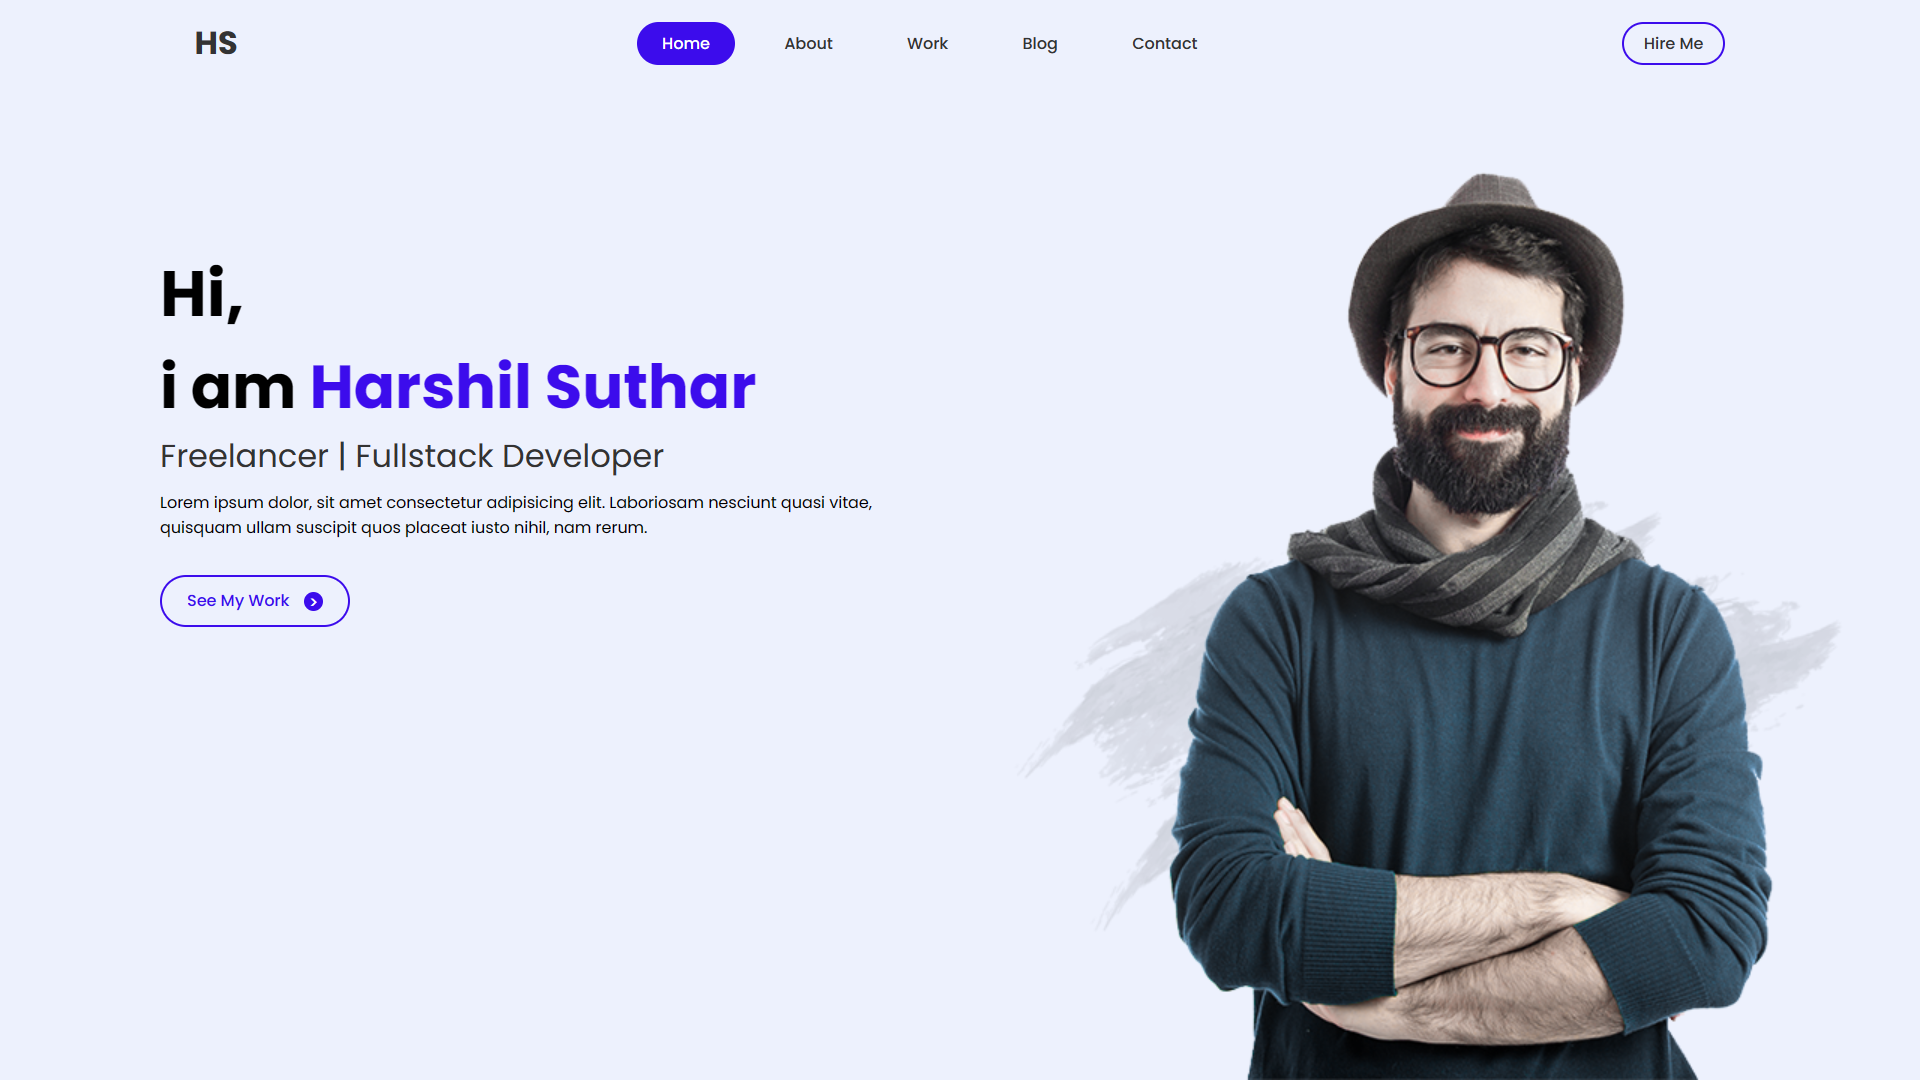 HS
Home
About
Work
Blog
Contact
Hire Me
Hi,
i am Harshil Suthar
Freelancer | Fullstack Developer
Lorem ipsum dolor, sit amet consectetur adipisicing elit. Laboriosam nesciunt quasi vitae,
quisquam ullam suscipit quos placeat iusto nihil, nam rerum.
See My Work